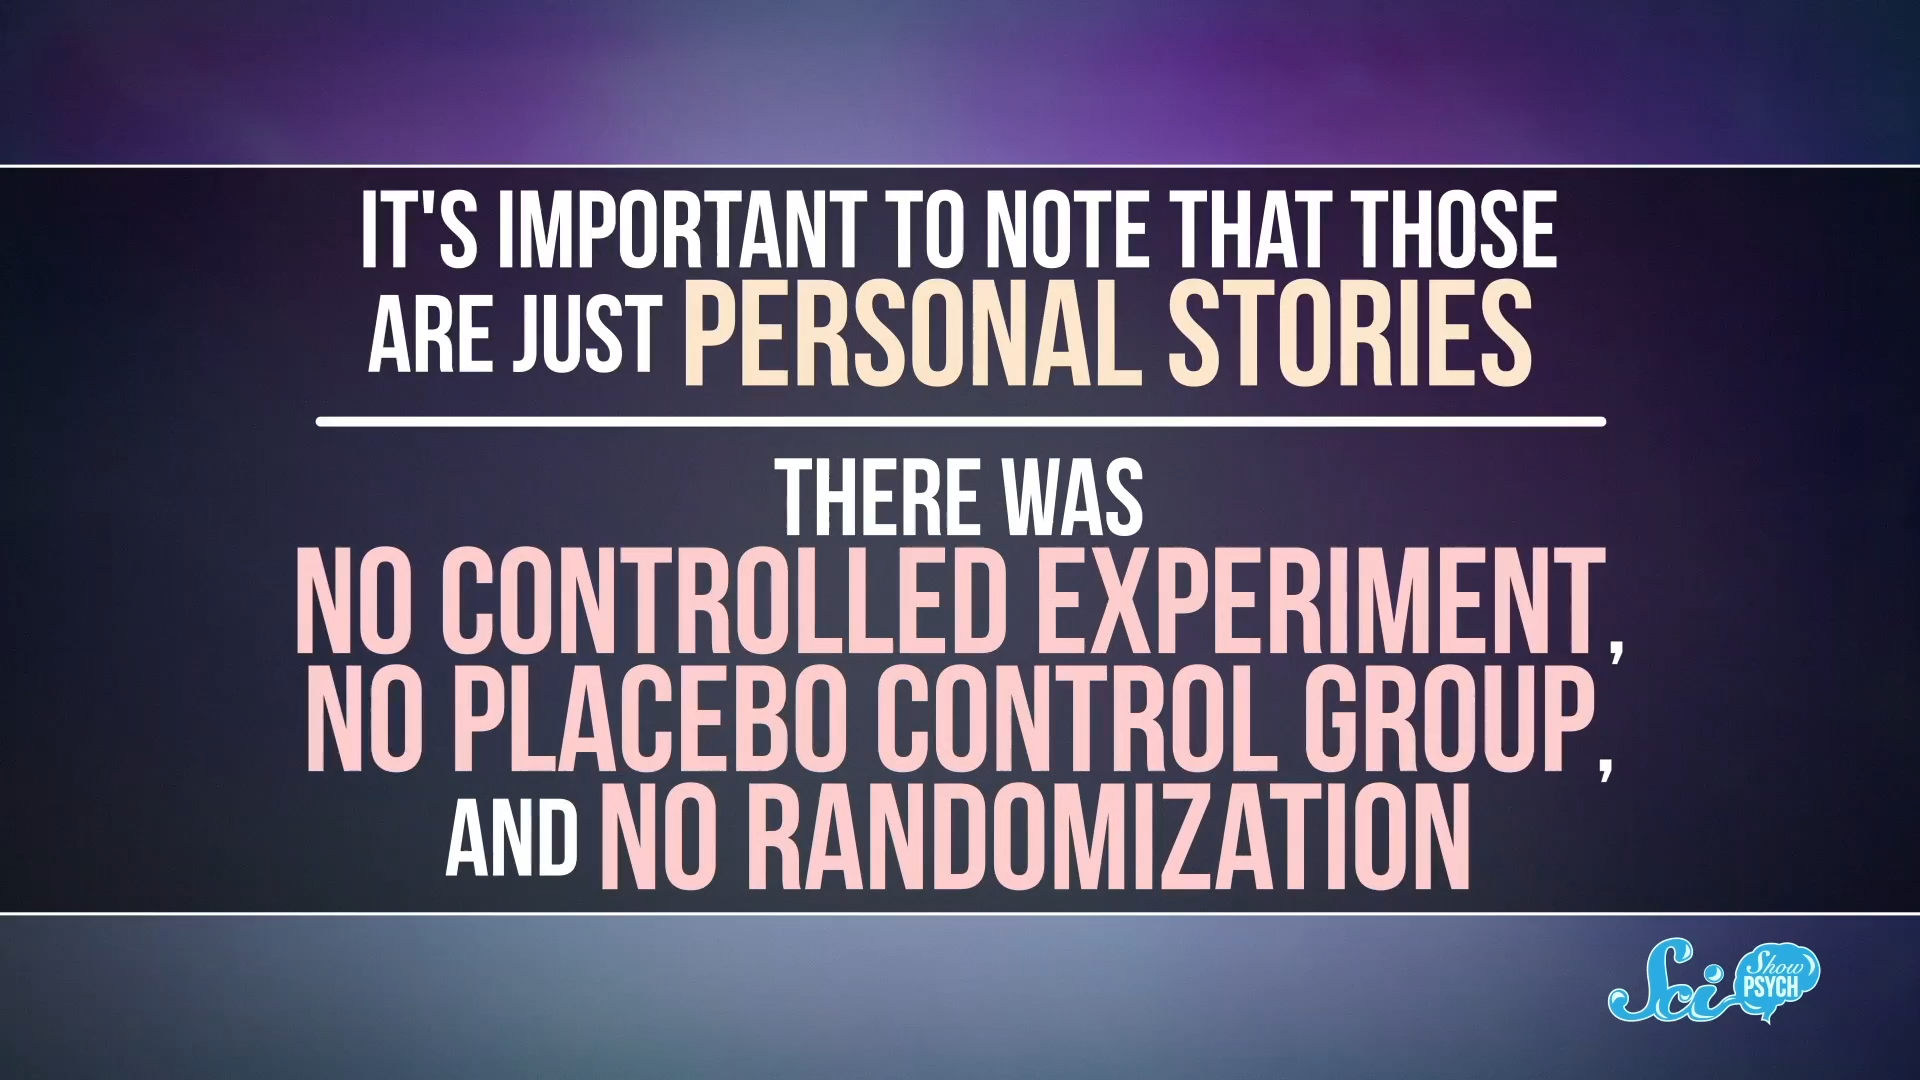 IT'S IMPORTANT TO NOTE THAT THOSE
ARE JUST PERSONAL STORIES
THERE WAS
NO CONTROLLED EXPERIMENT,
NO PLACEBO CONTROL GROUP,
AND NO RANDOMIZATION
Sci Show
PSYCH